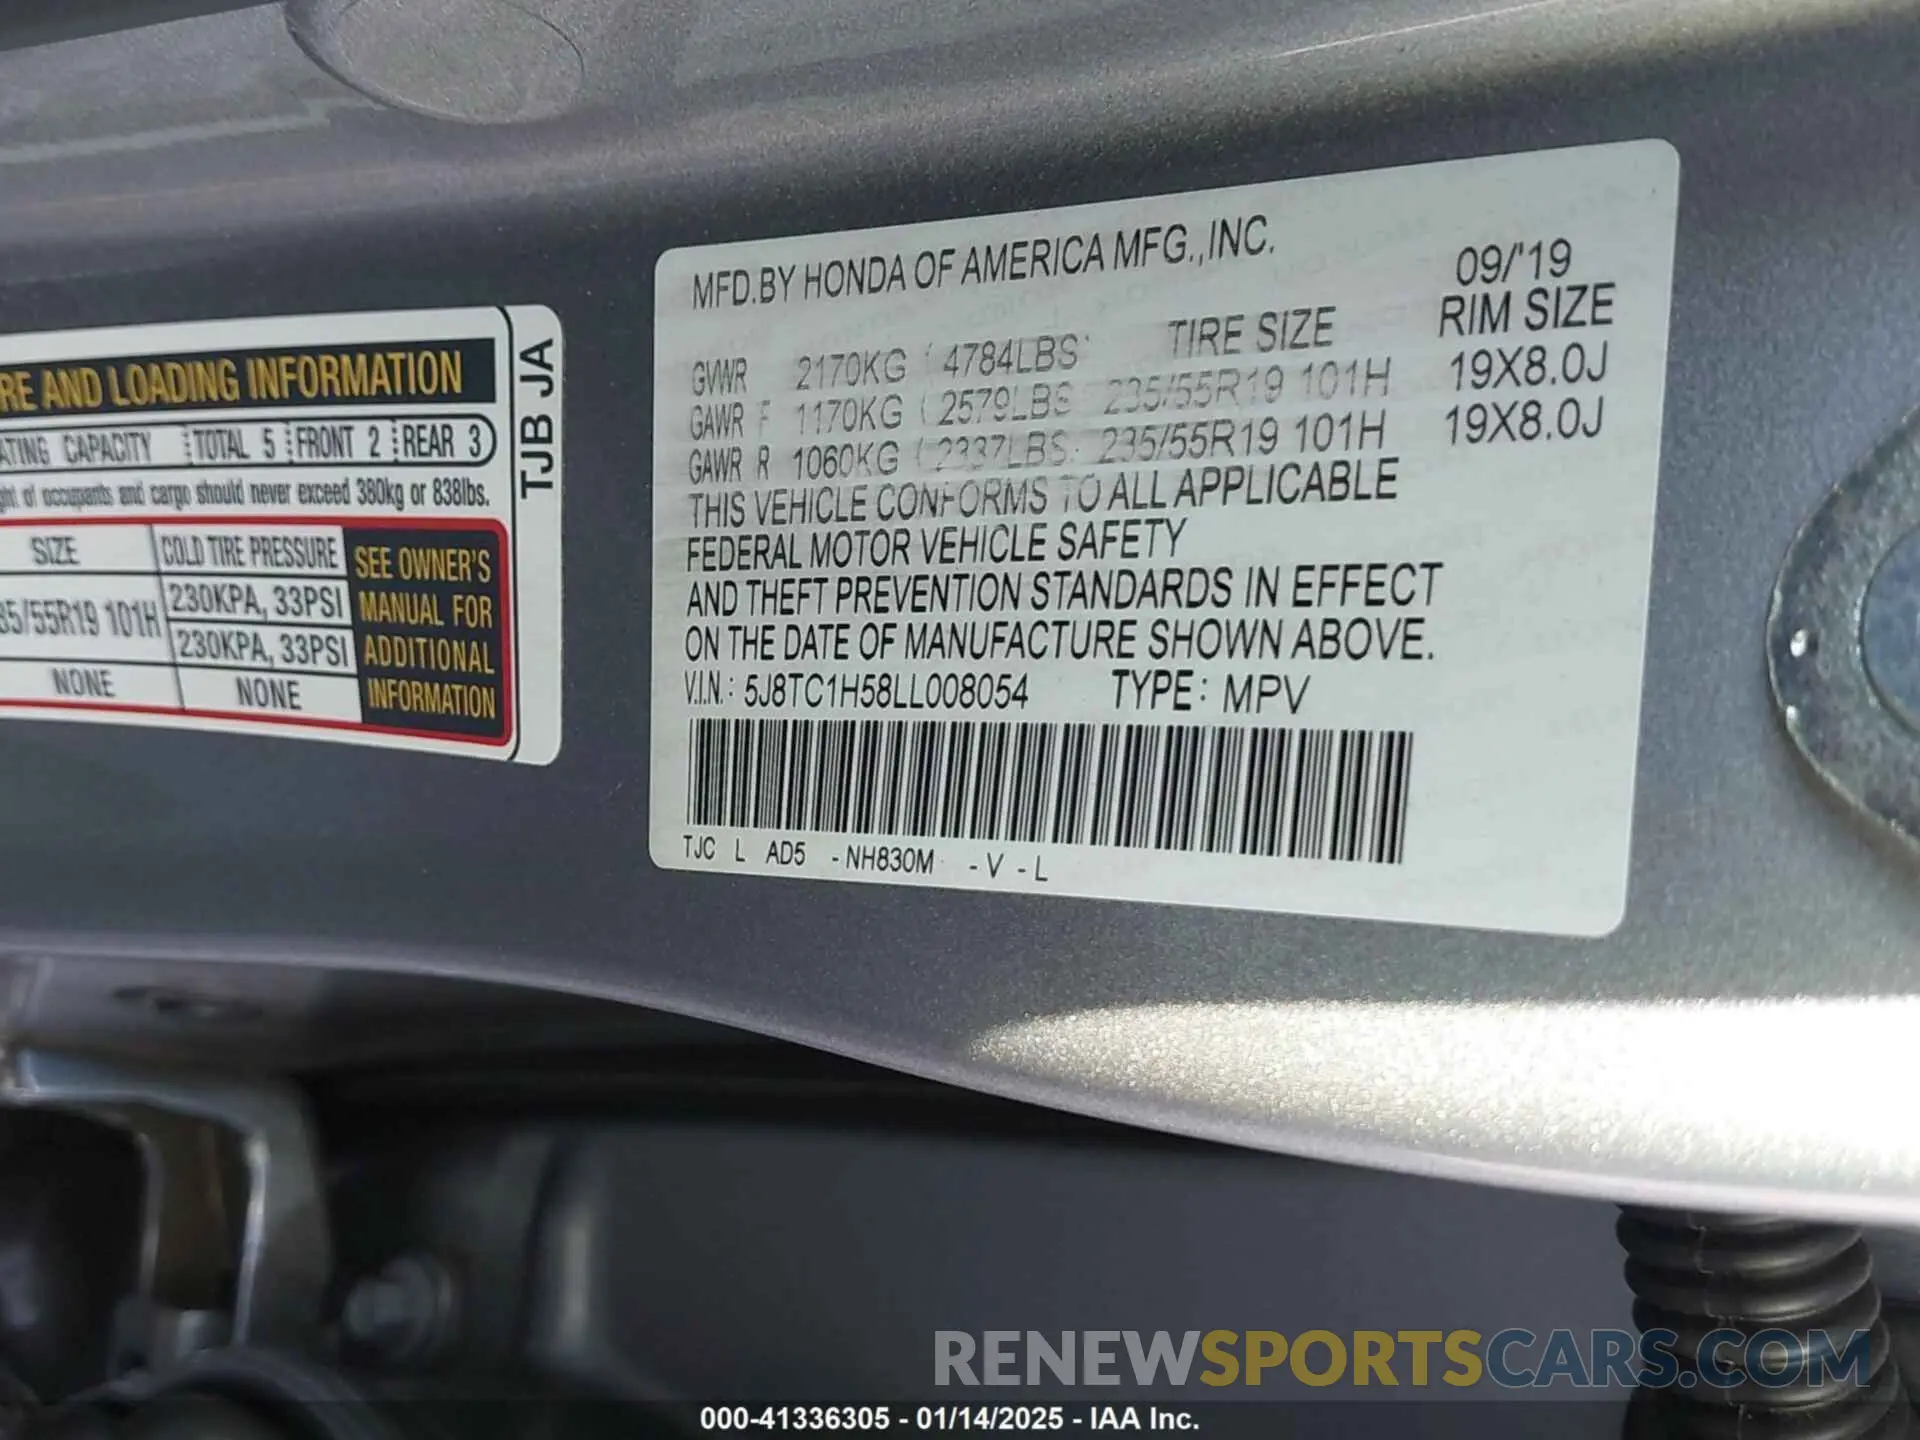 RE AND LOADING INFORMATION
ATING CAPACITY TOTAL 5 FRONT 2 REAR 3
ght of occupants and cargo should never exceed 380kg or 838lbs.
SIZE COLD TIRE PRESSURE
35/55R19 101H 230KPA, 33PSI
230KPA, 33PSI
NONE NONE
SEE OWNER'S
MANUAL FOR
ADDITIONAL
INFORMATION
TJB JA
MFD.BY HONDA OF AMERICA MFG.,INC. 09/'19
GVWR 2170KG ( 4784LBS) TIRE SIZE RIM SIZE
GAWR F 1170KG ( 2579LBS) 235/55R19 101H 19X8.0J
GAWR R 1060KG ( 2337LBS) 235/55R19 101H 19X8.0J
THIS VEHICLE CONFORMS TO ALL APPLICABLE
FEDERAL MOTOR VEHICLE SAFETY
AND THEFT PREVENTION STANDARDS IN EFFECT
ON THE DATE OF MANUFACTURE SHOWN ABOVE.
V.I.N.: 5J8TC1H58LL008054 TYPE: MPV
TJC L AD5 -NH830M -V -L
RENEWSPORTSCARS.COM
000-41336305 - 01/14/2025 - IAA Inc.